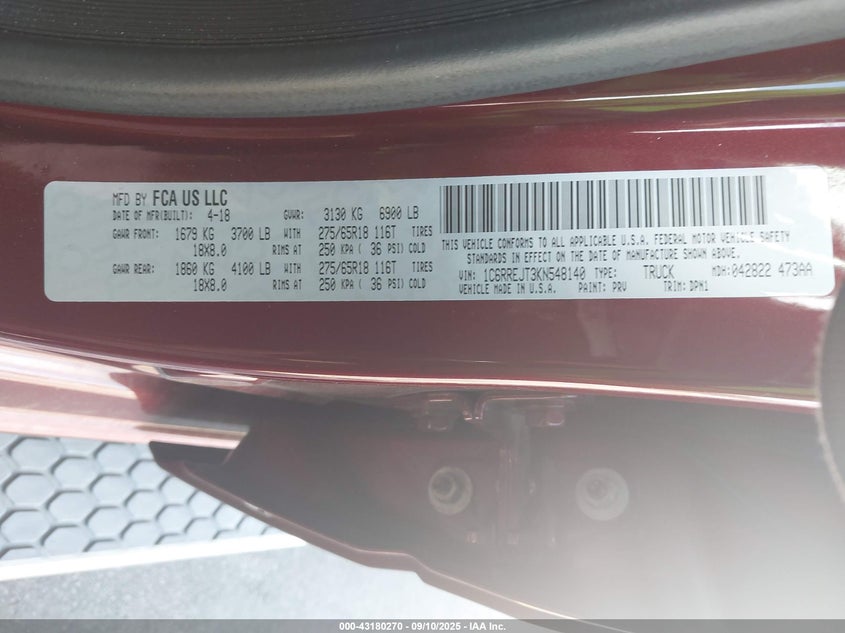 MFD BY FCA US LLC
DATE OF MFR(BUILT): 4-18 GVWR: 3130 KG 6900 LB
GAWR FRONT: 1679 KG 3700 LB WITH 275/65R18 116T TIRES
18X8.0 RIMS AT 250 KPA ( 36 PSI) COLD
GAWR REAR: 1860 KG 4100 LB WITH 275/65R18 116T TIRES
18X8.0 RIMS AT 250 KPA ( 36 PSI) COLD
THIS VEHICLE CONFORMS TO ALL APPLICABLE U.S.A. FEDERAL MOTOR VEHICLE SAFETY
STANDARDS IN EFFECT ON THE DATE OF MANUFACTURE SHOWN ABOVE.
VIN: 1C6RREJT3KN548140 TYPE: TRUCK MDH: 042822 473AA
VEHICLE MADE IN U.S.A. PAINT: PRV TRIM: DPW1
000-43180270 - 09/10/2025 - IAA Inc.